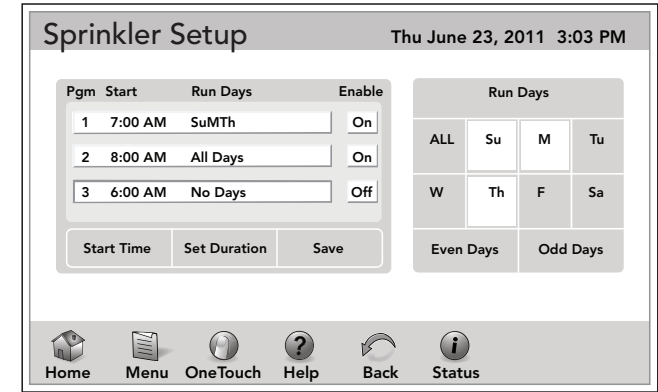 Sprinkler Setup
Thu June 23, 2011 3:03 PM
Pgm Start Run Days Enable
1 7:00 AM SuMTh On
2 8:00 AM All Days On
3 6:00 AM No Days Off
Start Time Set Duration Save
Run Days
ALL Su M Tu
W Th F Sa
Even Days Odd Days
Home Menu OneTouch Help Back Status